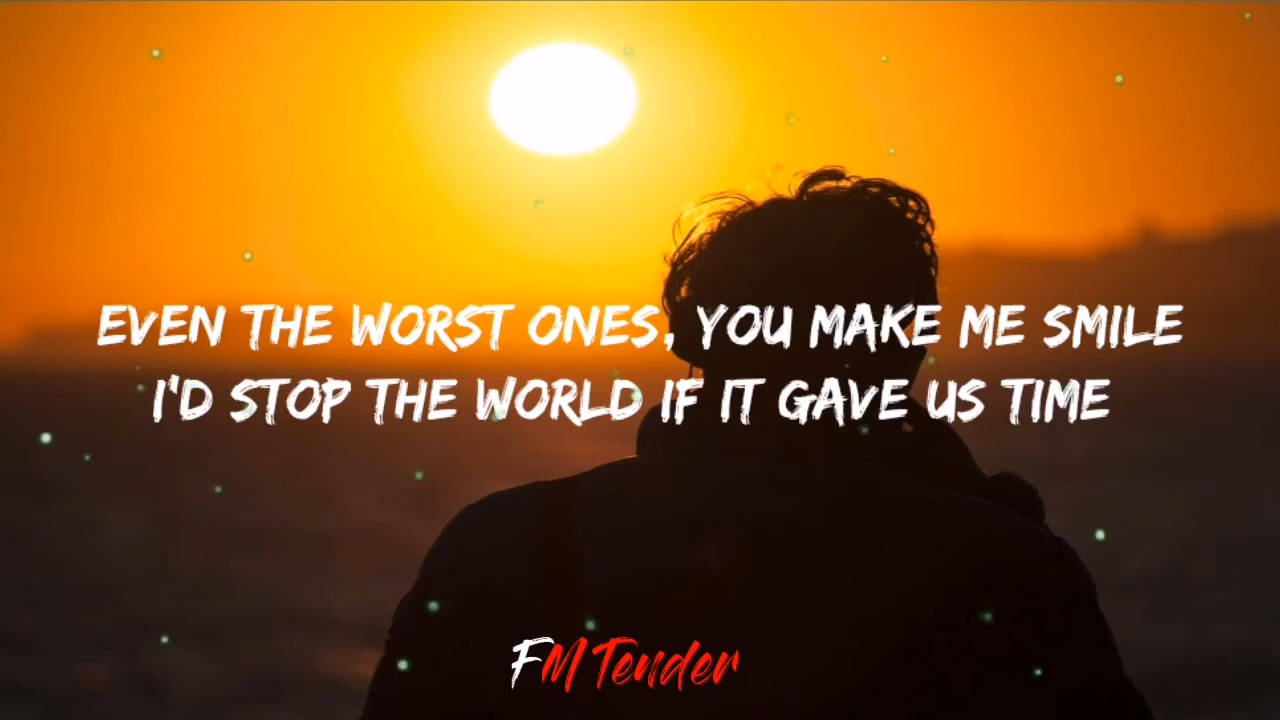 EVEN THE WORST ONES, YOU MAKE ME SMILE
I'D STOP THE WORLD IF IT GAVE US TIME
FM Tender